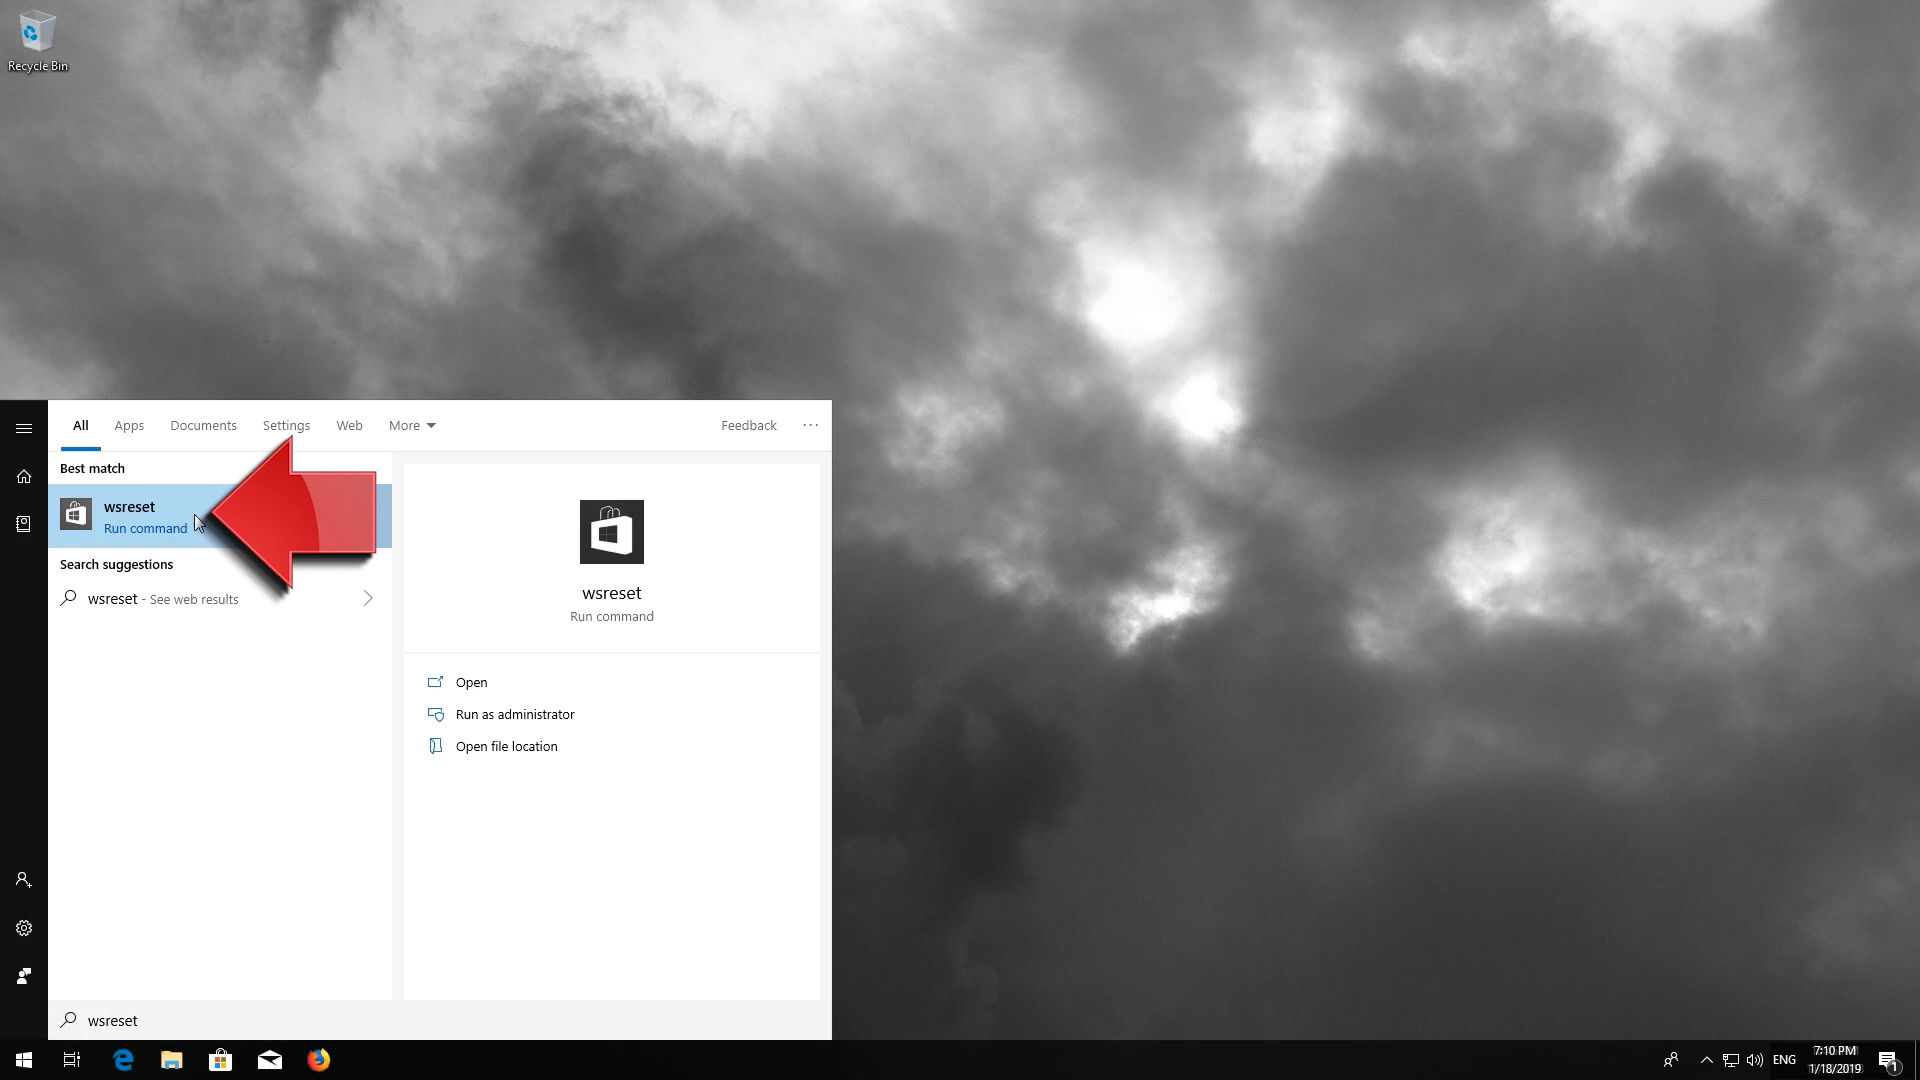 Recycle Bin
All Apps Documents Settings Web More Feedback ...
Best match
wsreset
Run command
Search suggestions
wsreset - See web results
wsreset
Run command
Open
Run as administrator
Open file location
wsreset
ENG
7:10 PM
1/18/2019
1